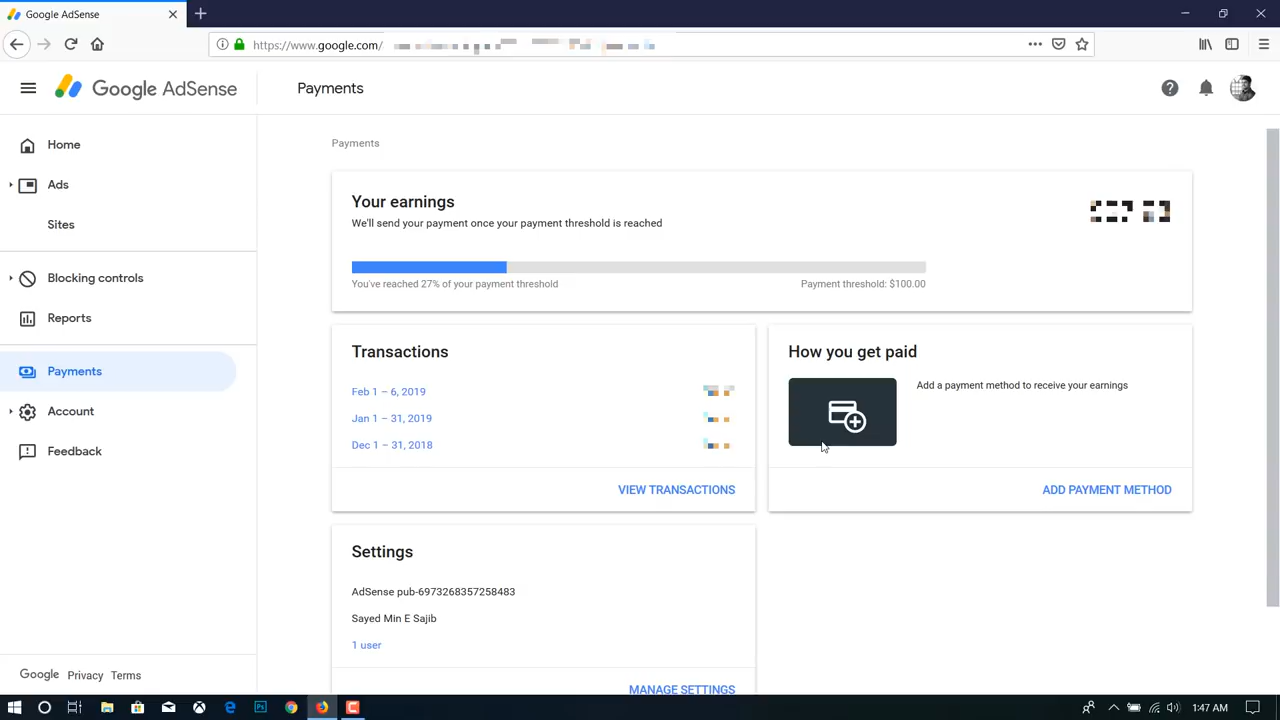 Google AdSense
https://www.google.com/
Google AdSense
Payments
Home
Ads
Sites
Blocking controls
Reports
Payments
Account
Feedback
Google Privacy Terms
Payments
Your earnings
We'll send your payment once your payment threshold is reached
You've reached 27% of your payment threshold
Payment threshold: $100.00
Transactions
Feb 1 – 6, 2019
Jan 1 – 31, 2019
Dec 1 – 31, 2018
VIEW TRANSACTIONS
How you get paid
Add a payment method to receive your earnings
ADD PAYMENT METHOD
Settings
AdSense pub-6973268357258483
Sayed Min E Sajib
1 user
MANAGE SETTINGS
Ps
1:47 AM